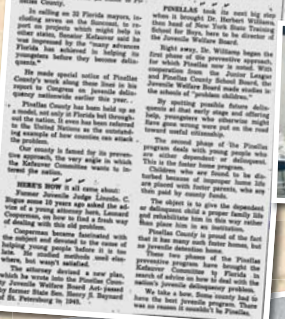 ties County.
In calling on 10 Florida mayors, in-
cluding seven on the Suncoast, to re-
port on projects which might help in
other states, Senator Kefauver said he
was impressed by the "many advances
Florida has achieved in helping its
youngsters before they become delin-
quents."
He made special notice of Pinellas
County's work along these lines in his
report to Congress on juvenile delin-
quency nationwide earlier this year.
Pinellas County has been held up as
a model, not only in Florida but through-
out the nation. It even has been referred
to the United Nations as the outstand-
ing example of how counties can attack
the problem.
Our county is famed for its preven-
tive approach, the very angle in which
the Kefauver Committee wants to in-
terest the nation.
HERE'S HOW it all came about:
Former Juvenile Judge Lincoln C.
Bogue some 10 years ago asked the ad-
vice of a young attorney here, Leonard
Cooperman, on how to find a fresh way
of dealing with this old problem.
Cooperman became fascinated with
the subject and devoted to the cause of
helping young people before it is too
late. He studied methods used else-
where, but wasn't satisfied.
The attorney devised a new plan,
which he wrote into the Pinellas Coun-
ty Juvenile Welfare Board Act passed
by former State Sen. Henry S. Baynard
of St. Petersburg in 1945.
PINELLAS took the next big step
when it brought Dr. Herbert Williams,
then head of New York State Training
School for Boys, here to be director of
the Juvenile Welfare Board.
Right away, Dr. Williams began the
first phase of the preventive approach,
for which Pinellas now is noted. With
cooperation from the Junior League
and Pinellas County School Board, the
Juvenile Welfare Board made studies in
the schools of "problem children."
By spotting possible future delin-
quents at that early stage and offering
help, youngsters who otherwise might
have gone wrong were put on the road
toward useful citizenship.
The second phase of the Pinellas
program deals with young people who
are either dependent or delinquent.
This is the foster home program.
Children who are found to be dis-
turbed because of improper home life
are placed with foster parents, who are
then paid by county funds.
The object is to give the dependent
or delinquent child a proper family life
and rehabilitate him in this way rather
than place him in an institution.
Pinellas County is proud of the fact
that it has many such foster homes, but
no juvenile detention home.
These two phases of the Pinellas
preventive program have brought the
Kefauver Committee to Florida in
search of advice on how to deal with the
nation's juvenile delinquency problem.
We take a bow. Some county had to
have the best juvenile program. There
was no reason it wouldn't be Pinellas.